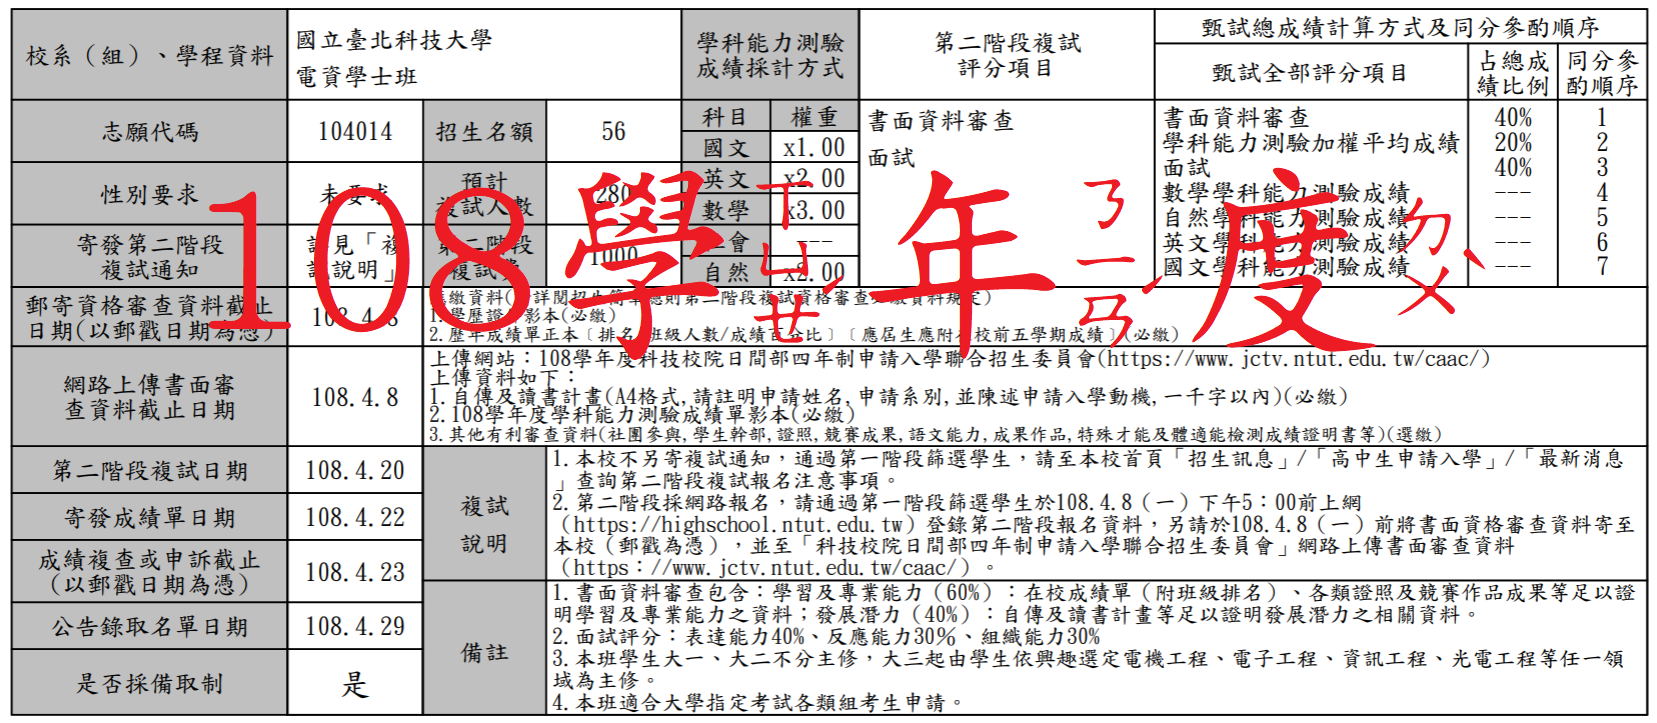 校系（組）、學程資料
國立臺北科技大學
電資學士班
學科能力測驗
成績採計方式
第二階段複試
評分項目
甄試總成績計算方式及同分參酌順序
甄試全部評分項目
占總成
績比例
同分參
酌順序
志願代碼
104014
招生名額
56
科目
權重
國文
x1.00
英文
x2.00
數學
x3.00
---
自然
x2.00
書面資料審查
面試
書面資料審查 40% 1
學科能力測驗加權平均成績 20% 2
面試 40% 3
數學學科能力測驗成績 --- 4
自然學科能力測驗成績 --- 5
英文學科能力測驗成績 --- 6
國文學科能力測驗成績 --- 7
性別要求
未要求
預計
複試人數
280
寄發第二階段
複試通知
見「複
試說明」
第二階段
複試費
1000
108學年度
ㄒㄩㄝˊ
ㄋㄧㄢˊ
ㄉㄨˋ
郵寄資格審查資料截止
日期(以郵戳日期為憑)
108.4.8
繳資料(詳閱招生簡章總則第二階段複試資格審查必繳資料規定)
1.學歷證件影本(必繳)
2.歷年成績單正本〔排名/班級人數/成績百分比〕〔應屆生應附在校前五學期成績〕(必繳)
網路上傳書面審
查資料截止日期
108.4.8
上傳網站：108學年度科技校院日間部四年制申請入學聯合招生委員會(https://www.jctv.ntut.edu.tw/caac/)
上傳資料如下：
1.自傳及讀書計畫(A4格式,請註明申請姓名,申請系別,並陳述申請入學動機,一千字以內)(必繳)
2.108學年度學科能力測驗成績單影本(必繳)
3.其他有利審查資料(社團參與,學生幹部,證照,競賽成果,語文能力,成果作品,特殊才能及體適能檢測成績證明書等)(選繳)
第二階段複試日期
108.4.20
寄發成績單日期
108.4.22
成績複查或申訴截止
(以郵戳日期為憑)
108.4.23
公告錄取名單日期
108.4.29
是否採備取制
是
複試
說明
1.本校不另寄複試通知，通過第一階段篩選學生，請至本校首頁「招生訊息」/「高中生申請入學」/「最新消息
」查詢第二階段複試報名注意事項。
2.第二階段採網路報名，請通過第一階段篩選學生於108.4.8（一）下午5：00前上網
（https://highschool.ntut.edu.tw）登錄第二階段報名資料，另請於108.4.8（一）前將書面資格審查資料寄至
本校（郵戳為憑），並至「科技校院日間部四年制申請入學聯合招生委員會」網路上傳書面審查資料
（https：//www.jctv.ntut.edu.tw/caac/）。
備註
1.書面資料審查包含：學習及專業能力（60%）：在校成績單（附班級排名）、各類證照及競賽作品成果等足以證
明學習及專業能力之資料；發展潛力（40%）：自傳及讀書計畫等足以證明發展潛力之相關資料。
2.面試評分：表達能力40%、反應能力30%、組織能力30%
3.本班學生大一、大二不分主修，大三起由學生依興趣選定電機工程、電子工程、資訊工程、光電工程等任一領
域為主修。
4.本班適合大學指定考試各類組考生申請。